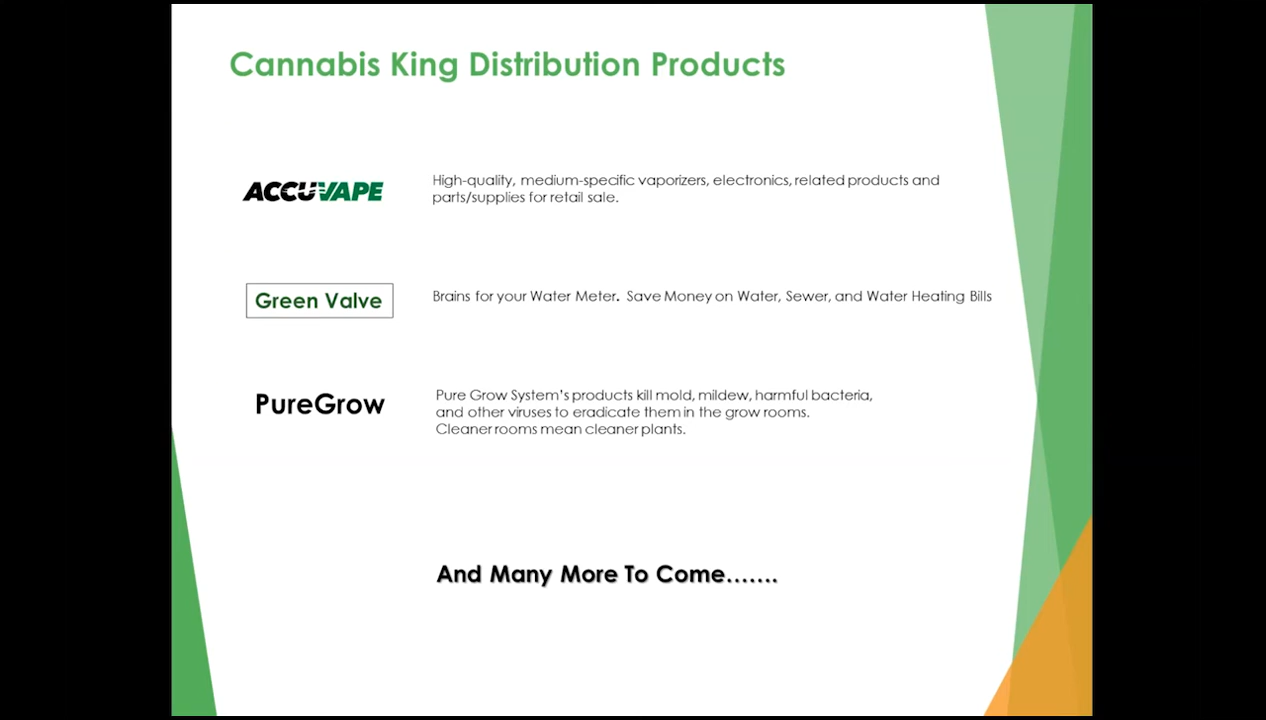 Cannabis King Distribution Products
ACCUVAPE
High-quality, medium-specific vaporizers, electronics, related products and
parts/supplies for retail sale.
Green Valve
Brains for your Water Meter. Save Money on Water, Sewer, and Water Heating Bills
PureGrow
Pure Grow System's products kill mold, mildew, harmful bacteria,
and other viruses to eradicate them in the grow rooms.
Cleaner rooms mean cleaner plants.
And Many More To Come.......